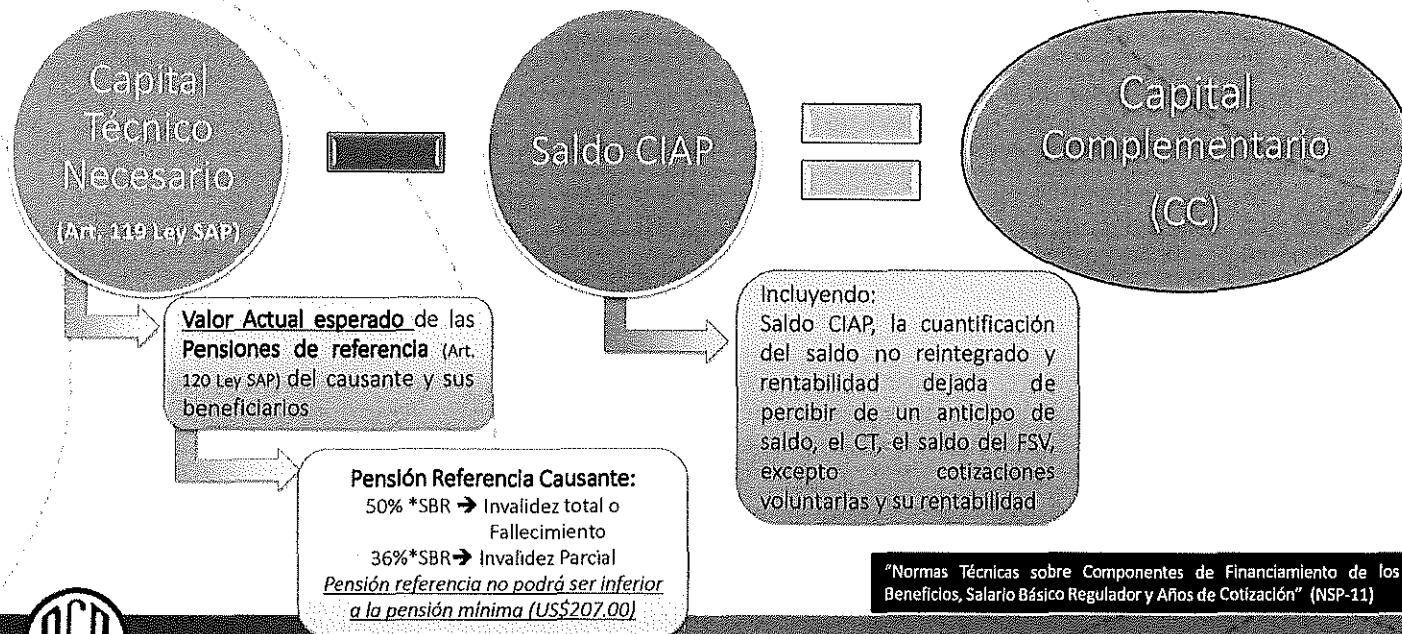 Capital
Técnico
Necesario
(Art. 119 Ley SAP)
Saldo CIAP
Capital
Complementario
(CC)
Valor Actual esperado de las
Pensiones de referencia (Art.
120 Ley SAP) del causante y sus
beneficiarios
Pensión Referencia Causante:
50% *SBR → Invalidez total o
Fallecimiento
36%*SBR→ Invalidez Parcial
Pensión referencia no podrá ser inferior
a la pensión mínima (US$207.00)
Incluyendo:
Saldo CIAP, la cuantificación
del saldo no reintegrado y
rentabilidad dejada de
percibir de un anticipo de
saldo, el CT, el saldo del FSV,
excepto cotizaciones
voluntarias y su rentabilidad
"Normas Técnicas sobre Componentes de Financiamiento de los
Beneficios, Salario Básico Regulador y Años de Cotización" (NSP-11)